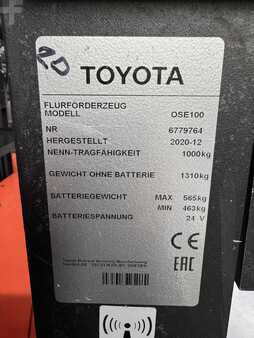 20
TOYOTA
FLURFÖRDERZEUG
MODELL OSE100
NR 6779764
HERGESTELLT 2020-12
NENN-TRAGFÄHIGKEIT 1000kg
GEWICHT OHNE BATTERIE 1310kg
BATTERIEGEWICHT MAX 565kg
MIN 463kg
BATTERIESPANNUNG 24 V
CE
EAC